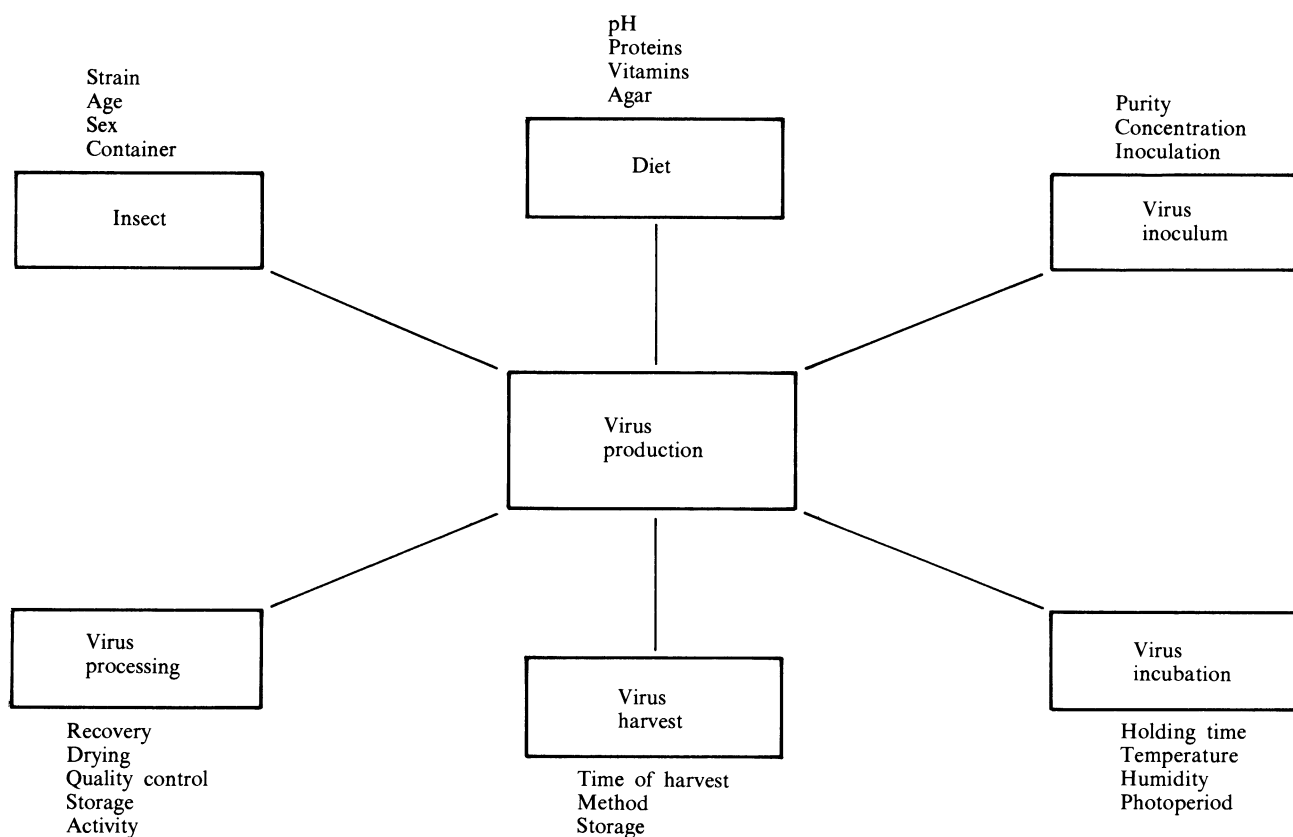 Strain
Age
Sex
Container
Insect
pH
Proteins
Vitamins
Agar
Diet
Purity
Concentration
Inoculation
Virus
inoculum
Virus
production
Virus
processing
Recovery
Drying
Quality control
Storage
Activity
Virus
harvest
Time of harvest
Method
Storage
Virus
incubation
Holding time
Temperature
Humidity
Photoperiod